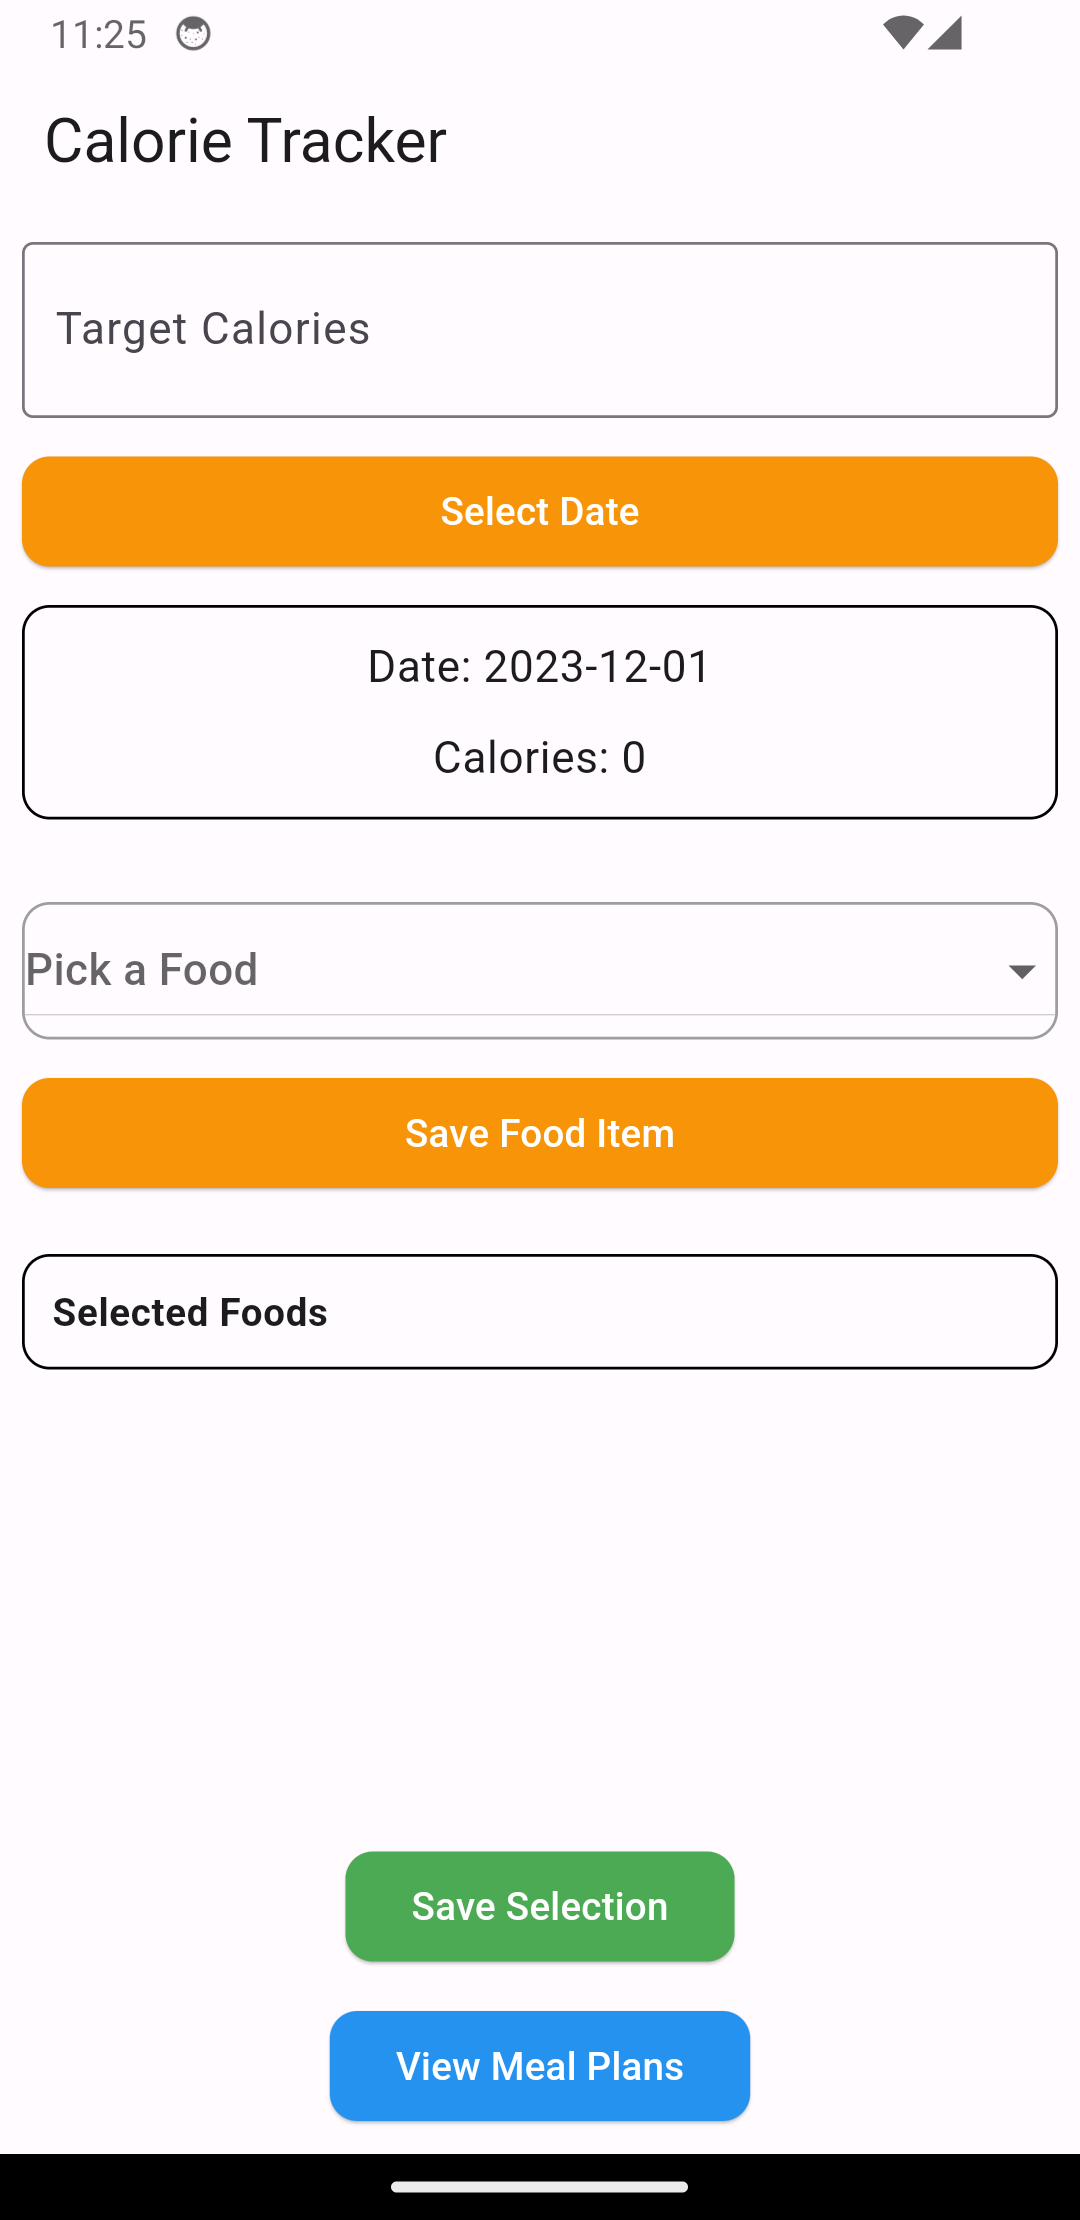 11:25
Calorie Tracker
Target Calories
Select Date
Date: 2023-12-01
Calories: 0
Pick a Food
Save Food Item
Selected Foods
Save Selection
View Meal Plans